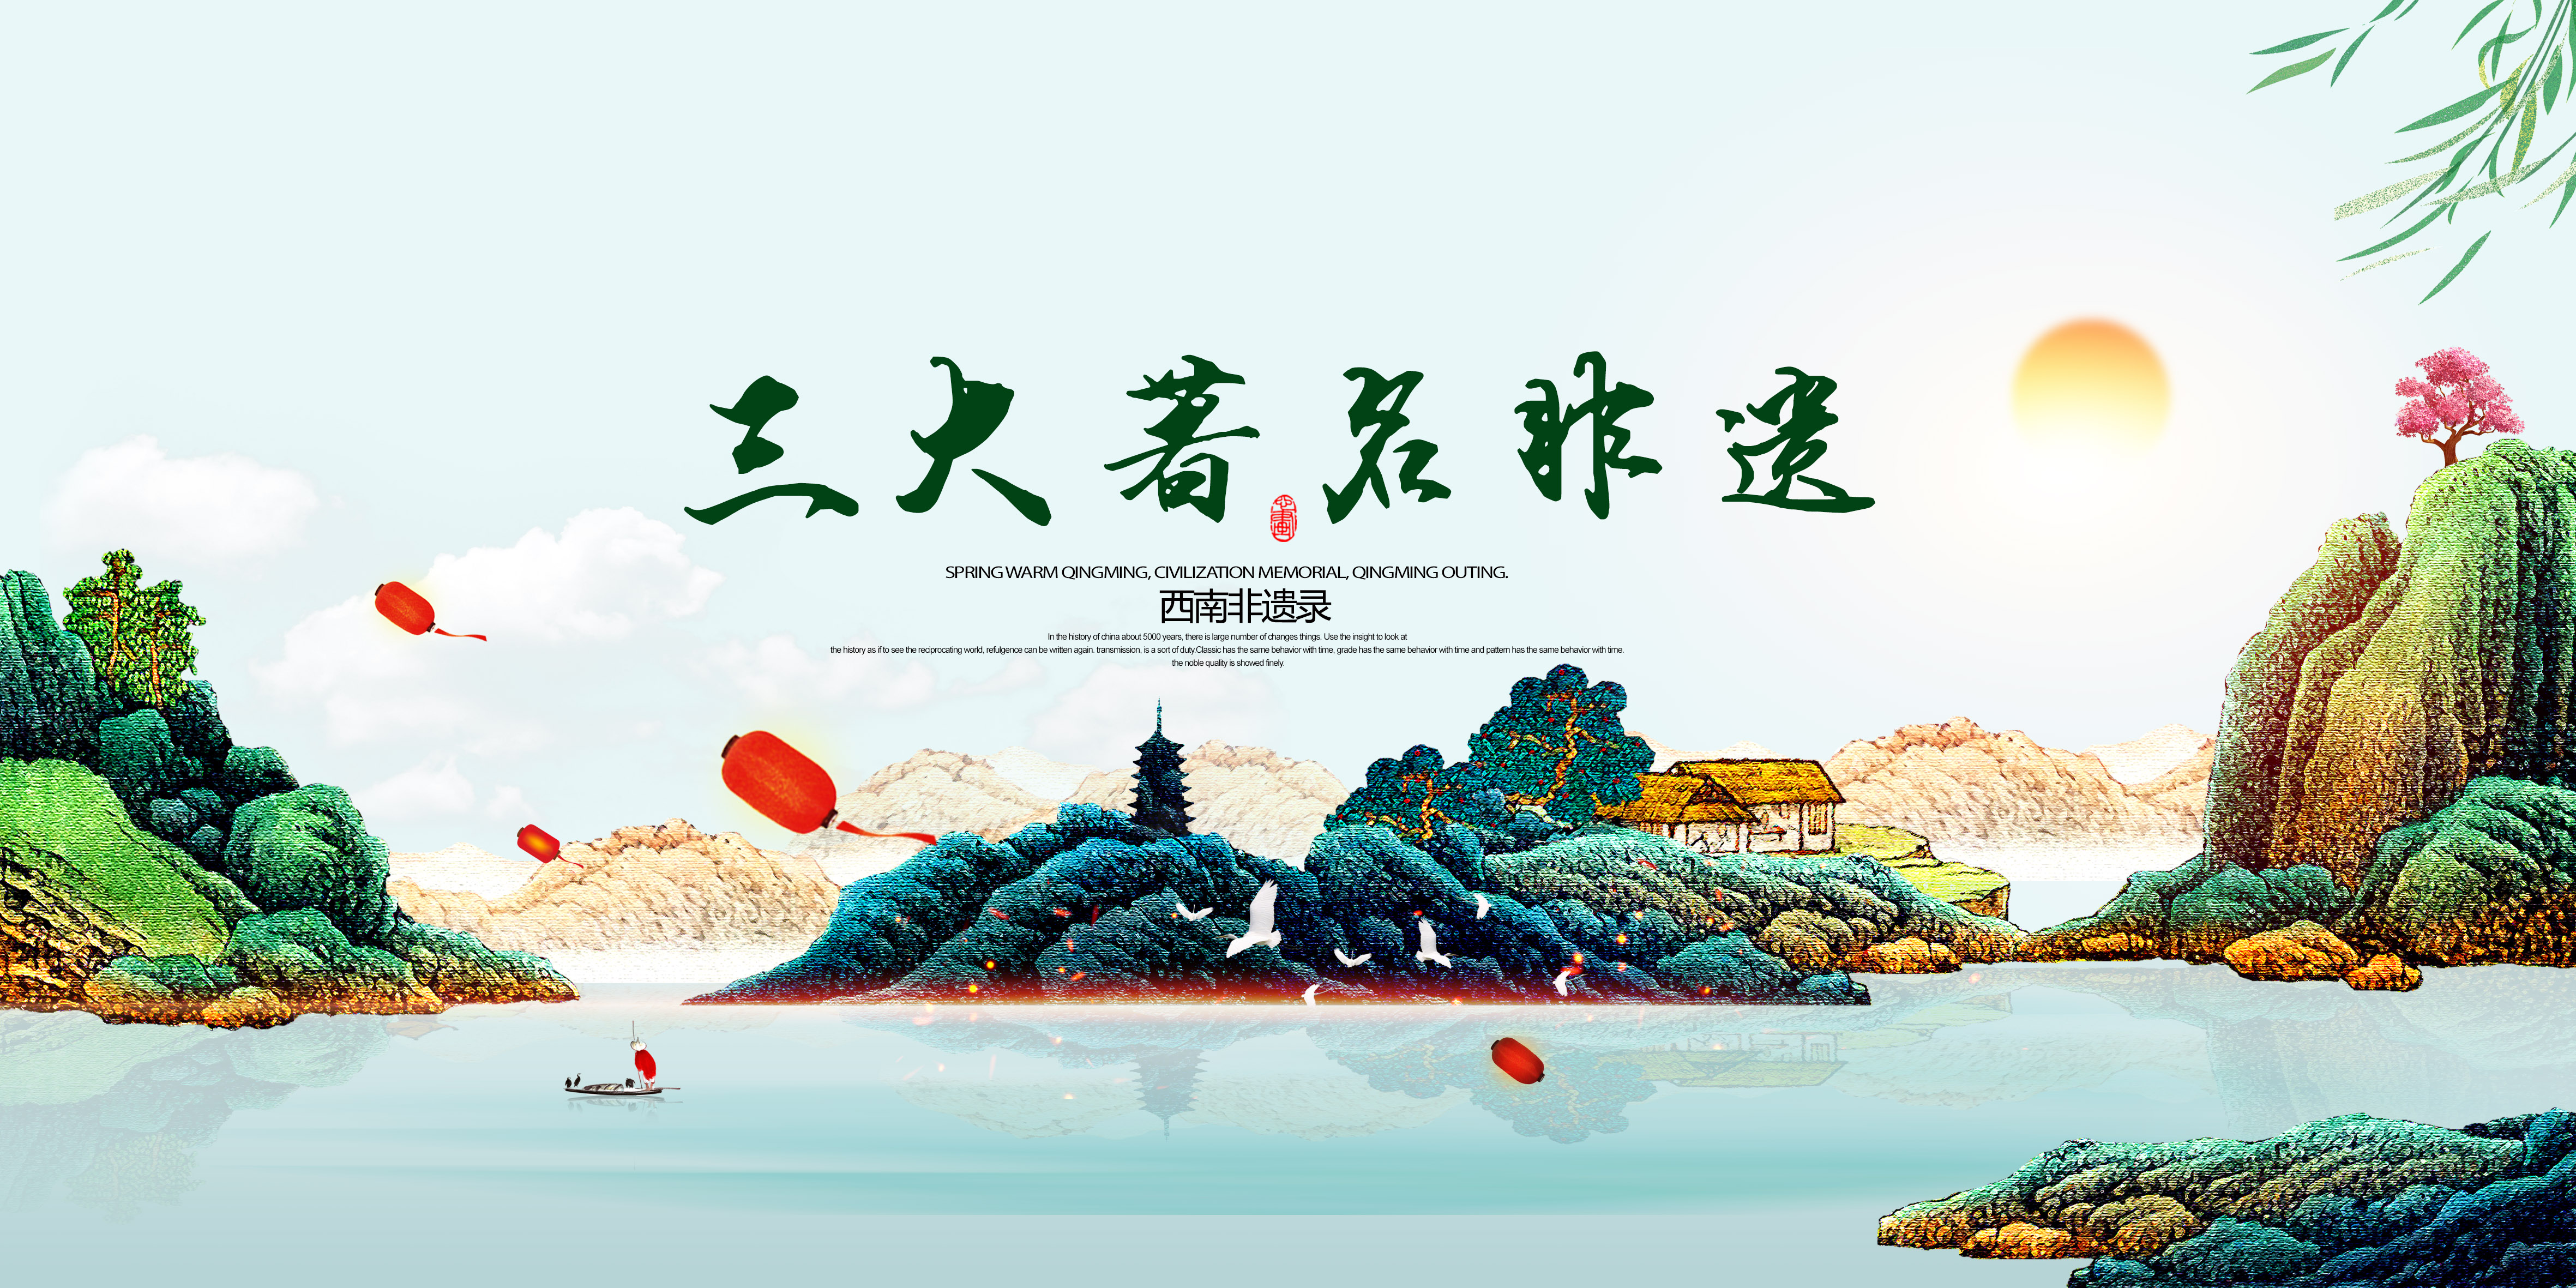 三大著名非遗
SPRING WARM QINGMING, CIVILIZATION MEMORIAL, QINGMING OUTING.
西南非遗录
In the history of china about 5000 years, there is large number of changes things. Use the insight to look at
the history as if to see the reciprocating world, refulgence can be written again. transmission, is a sort of duty.Classic has the same behavior with time, grade has the same behavior with time and pattern has the same behavior with time.
the noble quality is showed finely.